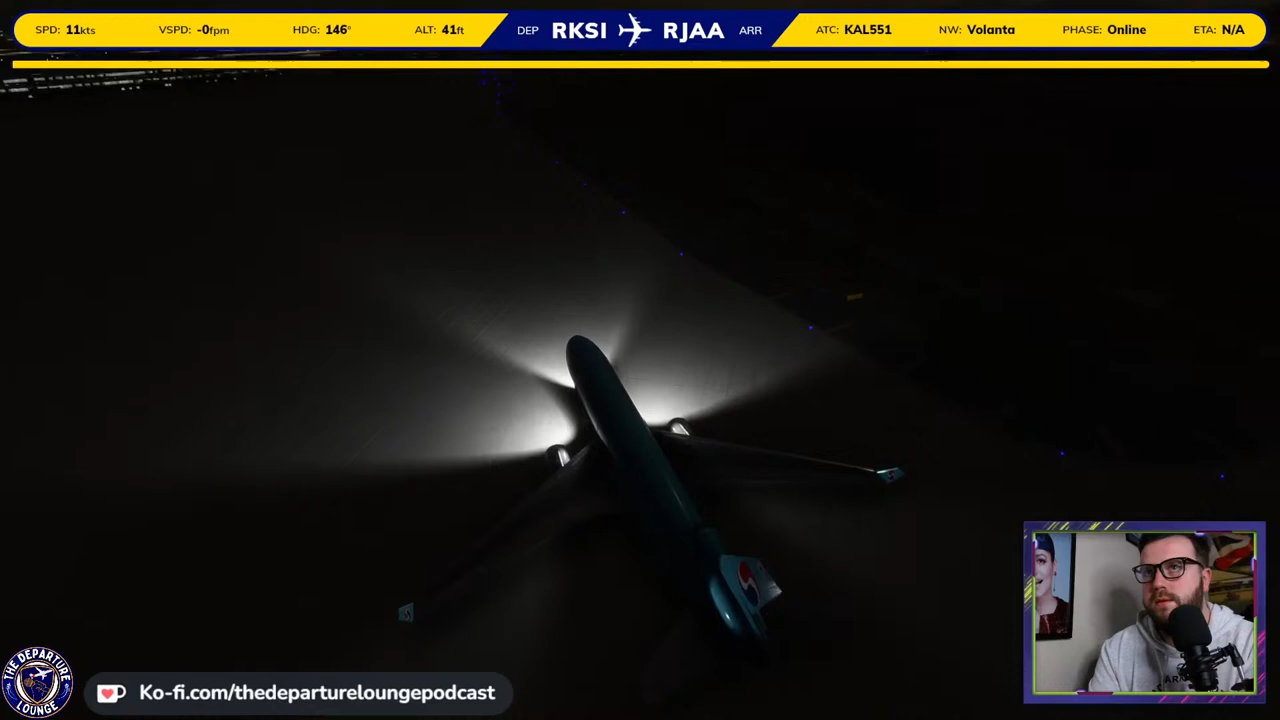 SPD: 11kts VSPD: -0fpm HDG: 146° ALT: 41ft DEP RKSI RJAA ARR ATC: KAL551 NW: Volanta PHASE: Online ETA: N/A
THE DEPARTURE
LOUNGE
Ko-fi.com/thedepartureloungepodcast